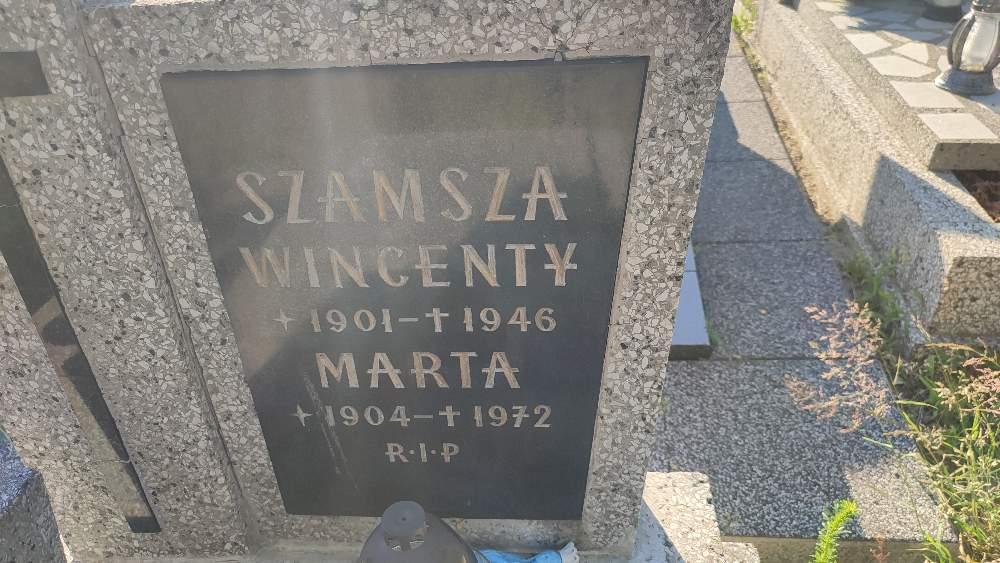 SZAMSZA
WINCENTY
✦ 1901–✝ 1946
MARTA
✦ 1904–✝ 1972
R·I·P